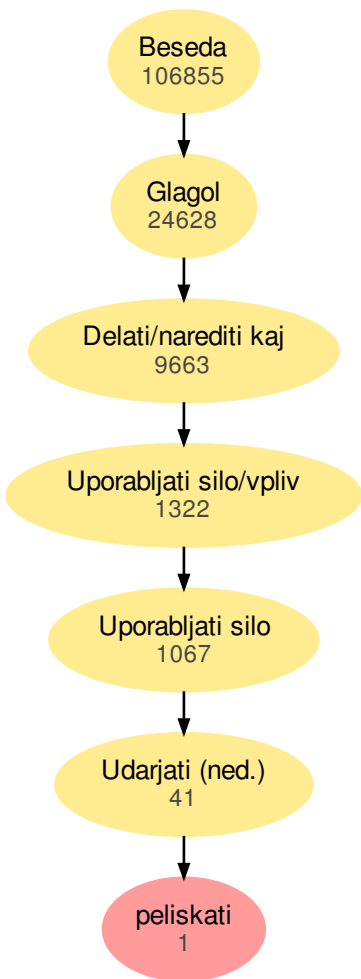 Beseda
106855
Glagol
24628
Delati/narediti kaj
9663
Uporabljati silo/vpliv
1322
Uporabljati silo
1067
Udarjati (ned.)
41
peliskati
1